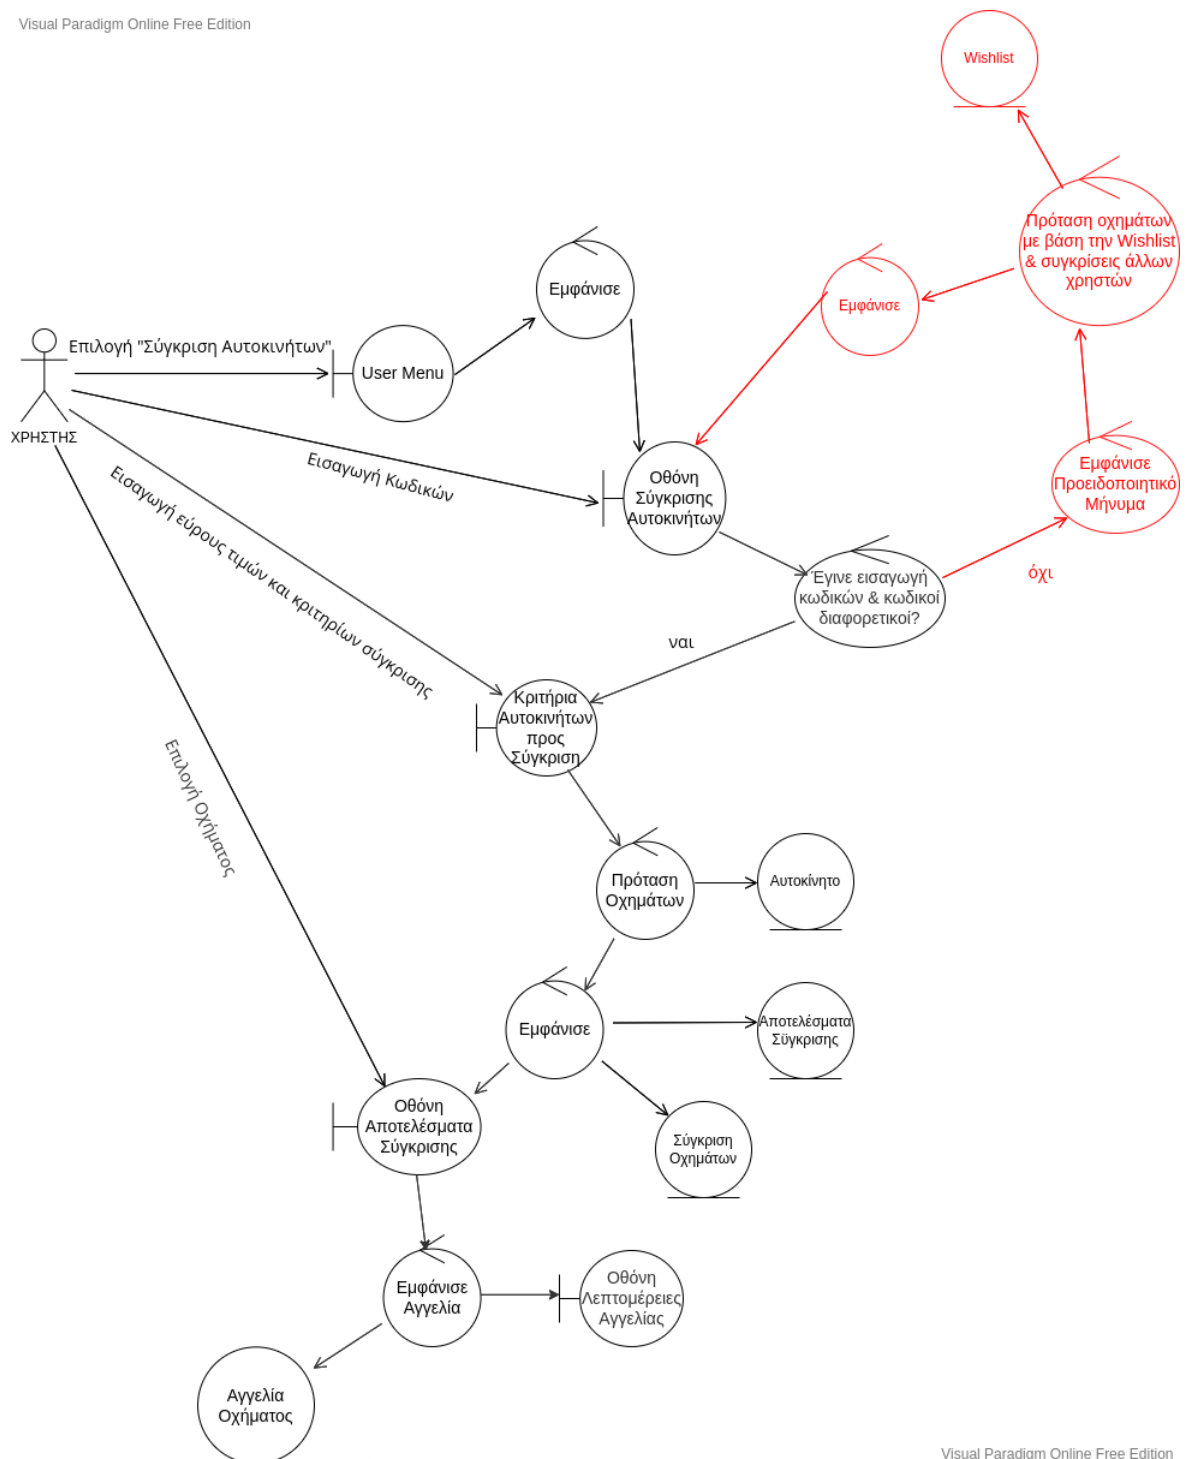 Visual Paradigm Online Free Edition
Wishlist
Πρόταση οχημάτων
με βάση την Wishlist
& συγκρίσεις άλλων
χρηστών
Εμφάνισε
Εμφάνισε
Επιλογή "Σύγκριση Αυτοκινήτων"
User Menu
ΧΡΗΣΤΗΣ
Εισαγωγή Κωδικών
Οθόνη
Σύγκρισης
Αυτοκινήτων
Εμφάνισε
Προειδοποιητικό
Μήνυμα
όχι
Έγινε εισαγωγή
κωδικών & κωδικοί
διαφορετικοί?
ναι
Εισαγωγή εύρους τιμών και κριτηρίων σύγκρισης
Κριτήρια
Αυτοκινήτων
προς
Σύγκριση
Επιλογή Οχήματος
Πρόταση
Οχημάτων
Αυτοκίνητο
Εμφάνισε
Αποτελέσματα
Σϋγκρισης
Οθόνη
Αποτελέσματα
Σύγκρισης
Σύγκριση
Οχημάτων
Εμφάνισε
Αγγελία
Οθόνη
Λεπτομέρειες
Αγγελίας
Αγγελία
Οχήματος
Visual Paradigm Online Free Edition